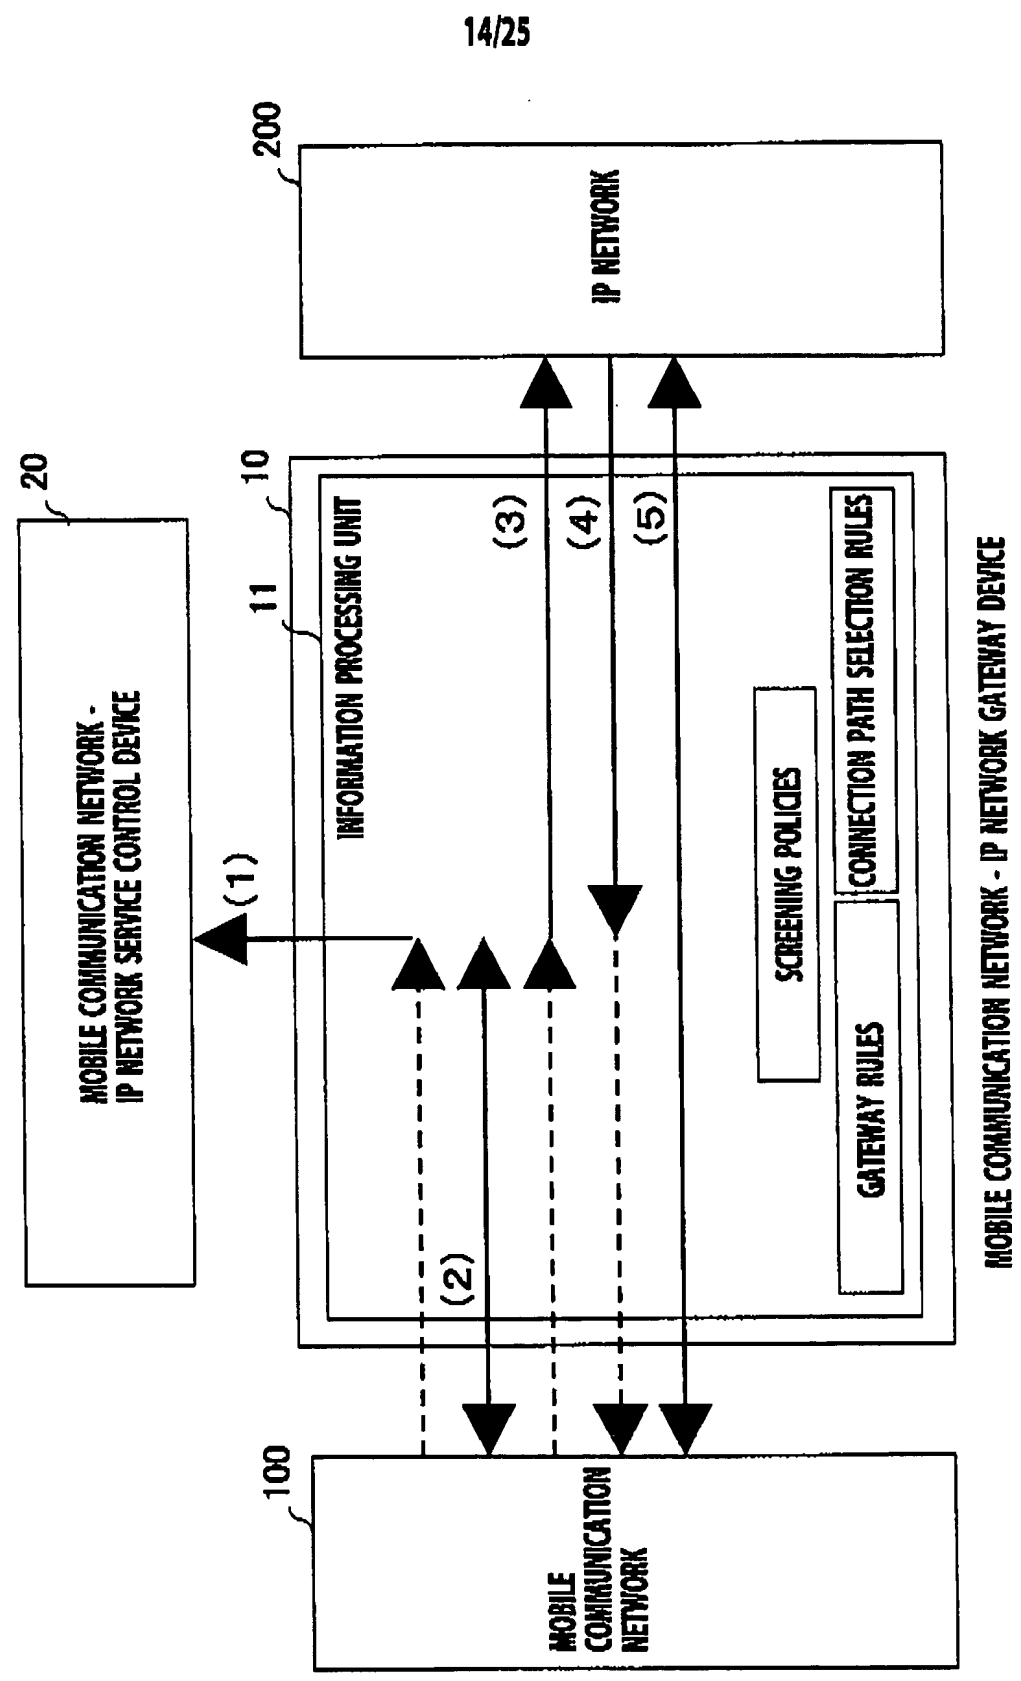 14/25
20
MOBILE COMMUNICATION NETWORK -
IP NETWORK SERVICE CONTROL DEVICE
100
MOBILE
COMMUNICATION
NETWORK
11
10
INFORMATION PROCESSING UNIT
(1)
(2)
(3)
(4)
(5)
SCREENING POLICIES
GATEWAY RULES
CONNECTION PATH SELECTION RULES
200
IP NETWORK
MOBILE COMMUNICATION NETWORK - IP NETWORK GATEWAY DEVICE